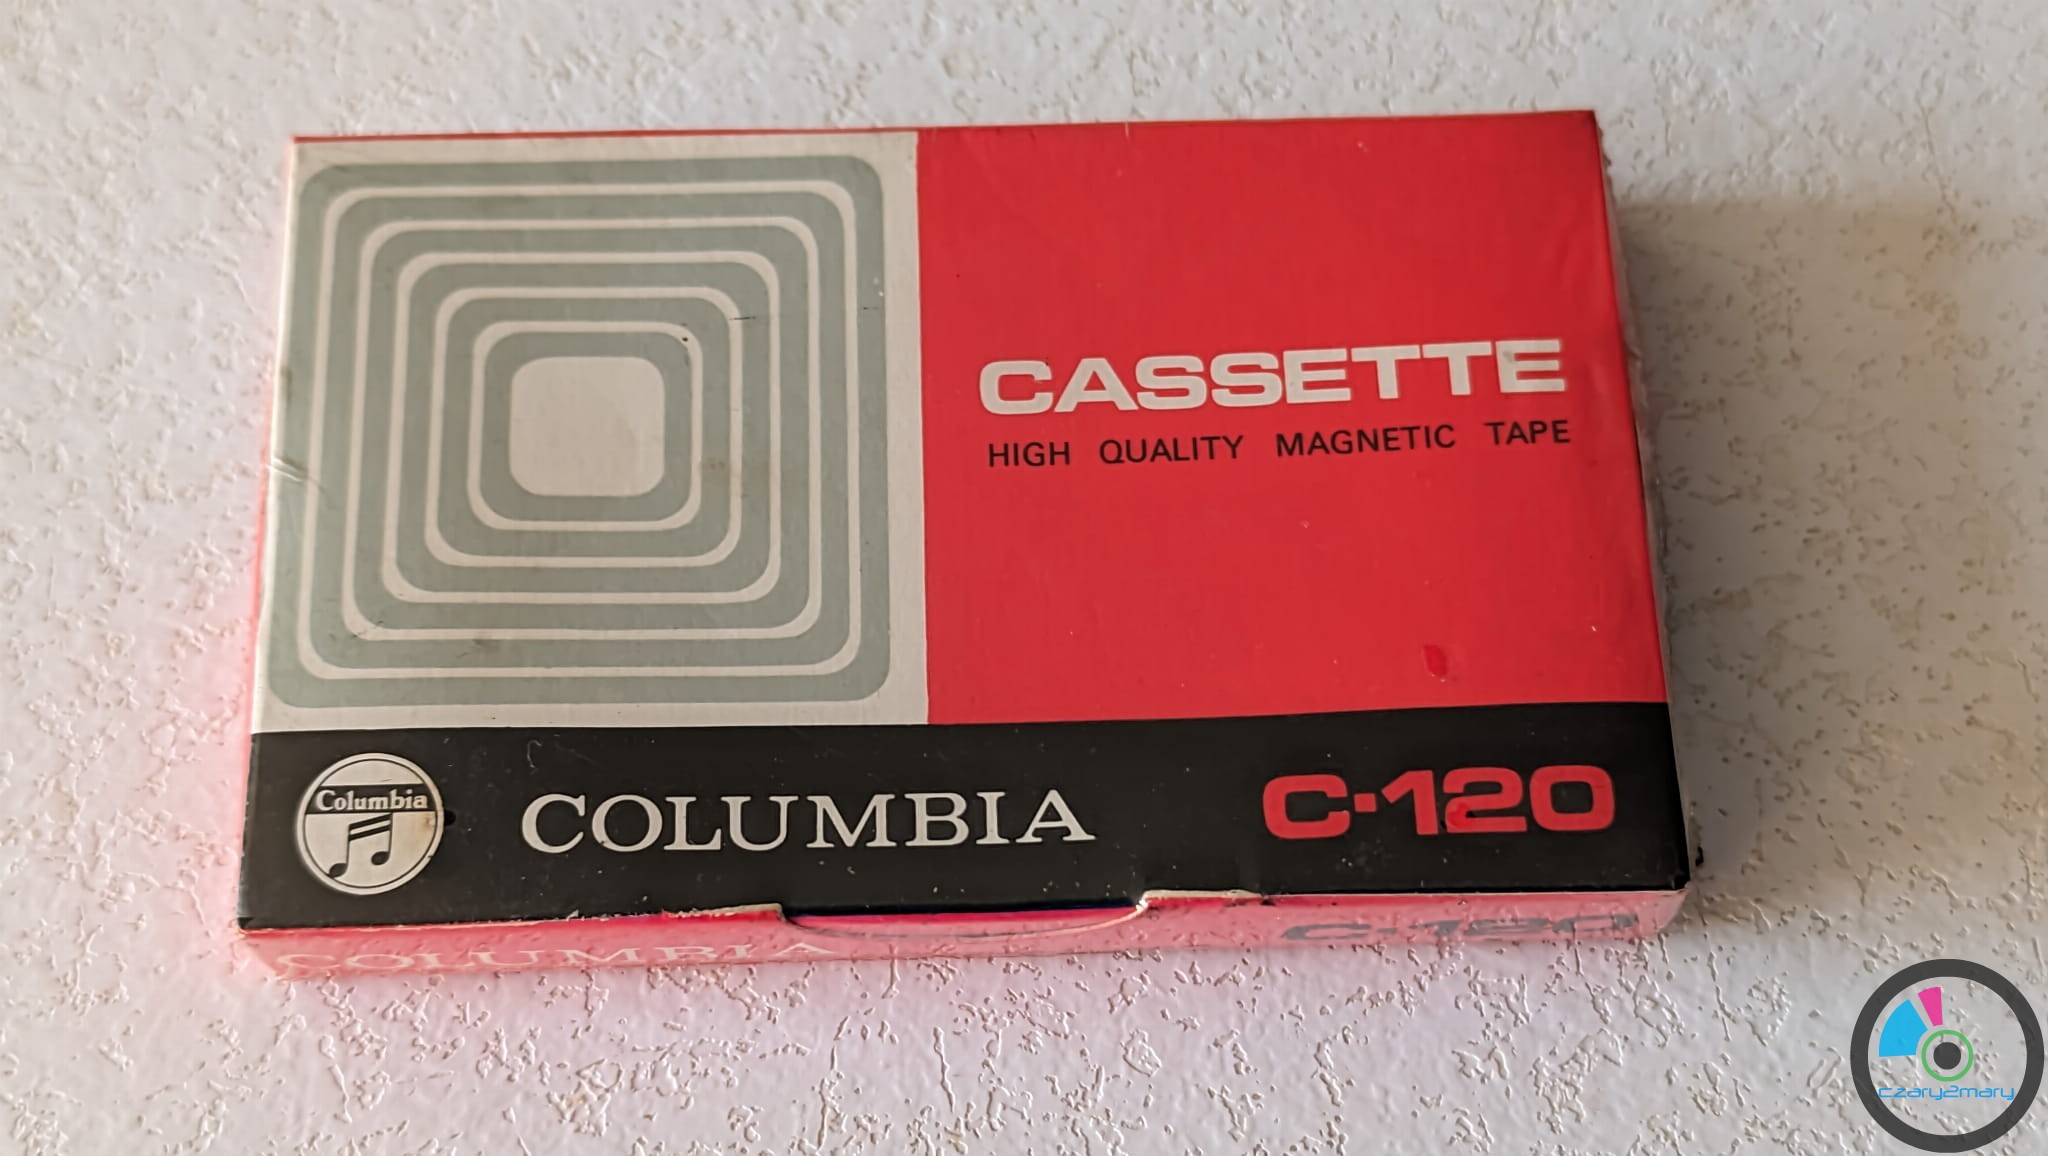 CASSETTE
HIGH QUALITY MAGNETIC TAPE
Columbia
COLUMBIA
C·120
COLUMBIA
C·120
czary2mary